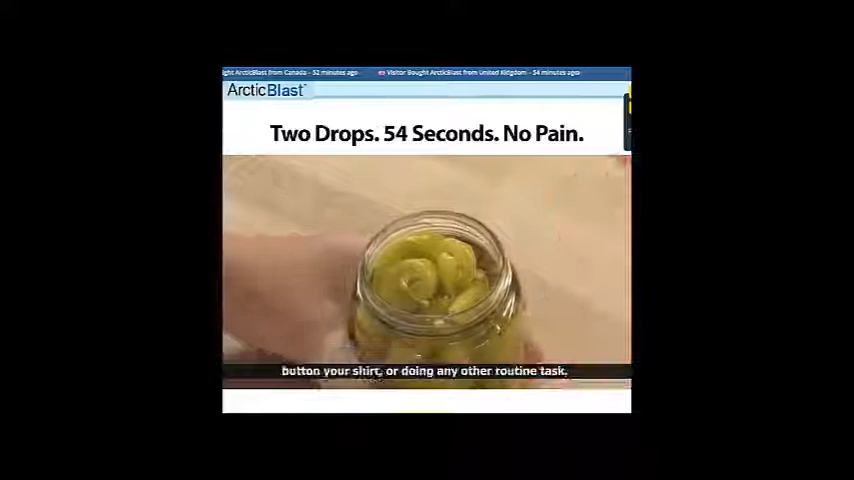 ght ArcticBlast from Canada - 52 minutes ago Visitor Bought ArcticBlast from United Kingdom - 54 minutes ago
ArcticBlast
Two Drops. 54 Seconds. No Pain.
button your shirt, or doing any other routine task.